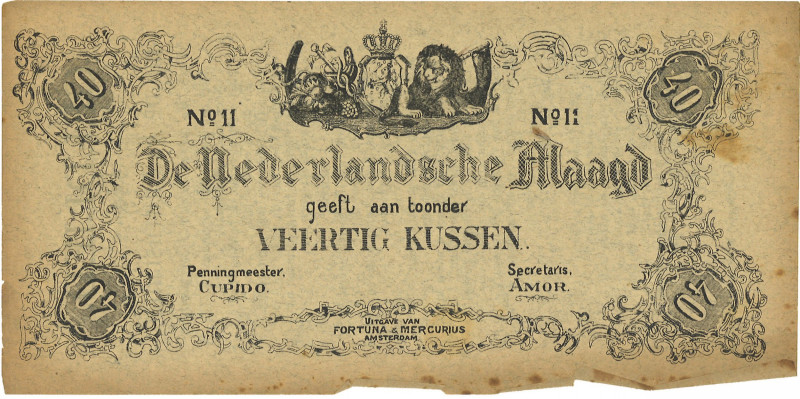 40
40
No 11
No 11
De Nederlandsche Maagd
geeft aan toonder
VEERTIG KUSSEN.
Penningmeester,
CUPIDO.
Secretaris,
AMOR.
40
40
UITGAVE VAN
FORTUNA & MERCURIUS
AMSTERDAM